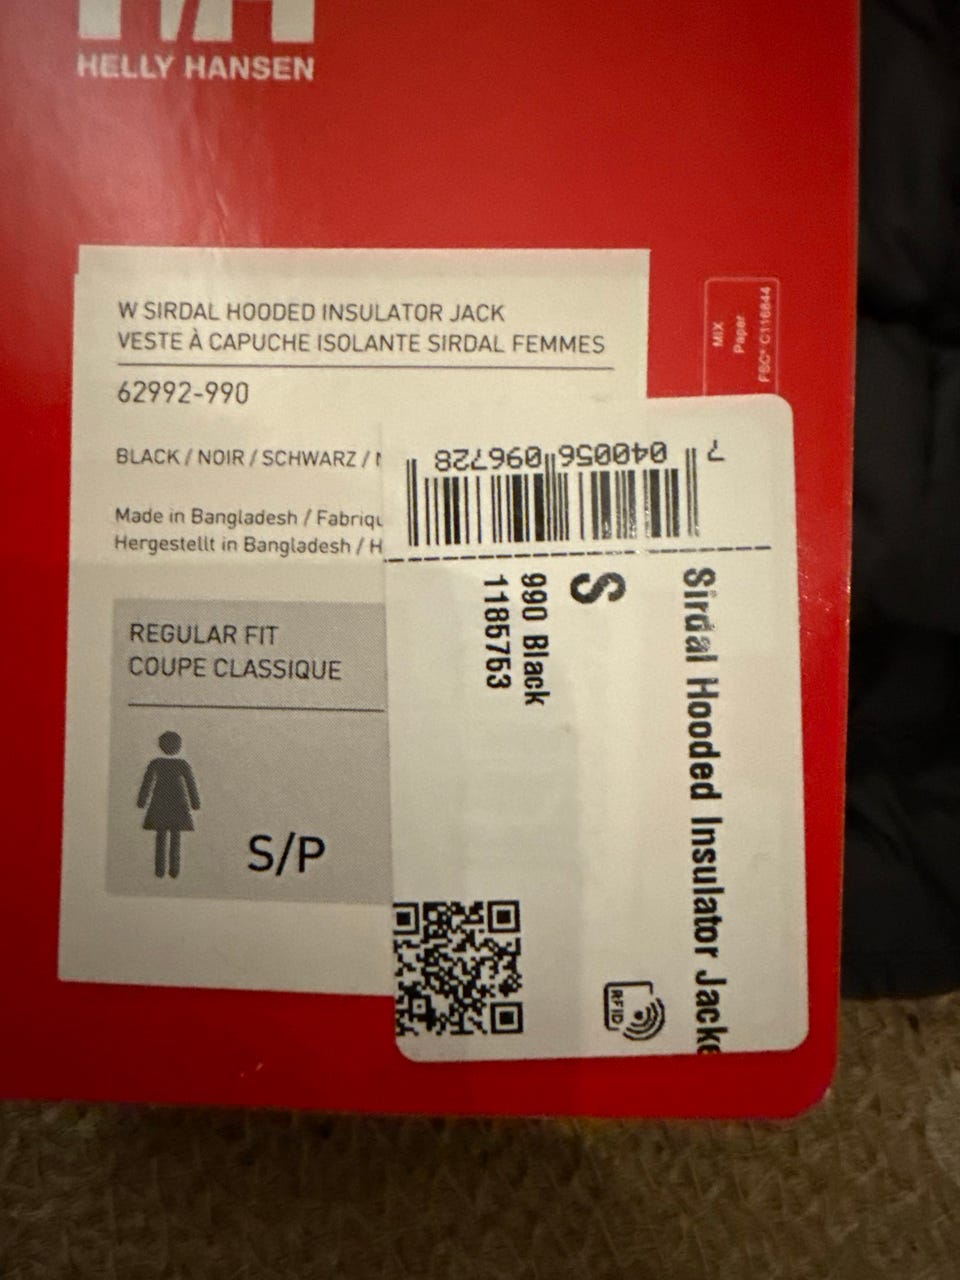 HELLY HANSEN
W SIRDAL HOODED INSULATOR JACK
VESTE À CAPUCHE ISOLANTE SIRDAL FEMMES
62992-990
BLACK / NOIR / SCHWARZ /
Made in Bangladesh / Fabriqu
Hergestellt in Bangladesh / H
REGULAR FIT
COUPE CLASSIQUE
S/P
MIX
Paper
FSC® C116844
7 040056 096728
Sirdal Hooded Insulator Jacke
S
990 Black
1185753
RFID